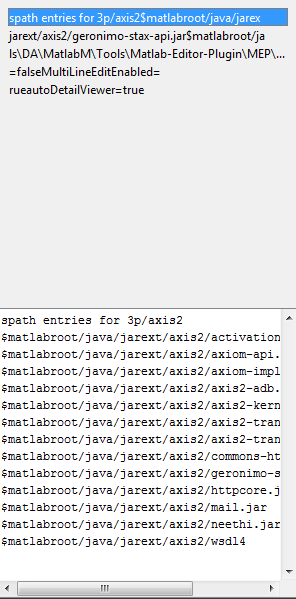 spath entries for 3p/axis2$matlabroot/java/jarex
jarext/axis2/geronimo-stax-api.jar$matlabroot/ja
ls\DA\MatlabM\Tools\Matlab-Editor-Plugin\MEP\...
=falseMultiLineEditEnabled=
rueautoDetailViewer=true
spath entries for 3p/axis2
$matlabroot/java/jarext/axis2/activation
$matlabroot/java/jarext/axis2/axiom-api.
$matlabroot/java/jarext/axis2/axiom-impl
$matlabroot/java/jarext/axis2/axis2-adb.
$matlabroot/java/jarext/axis2/axis2-kern
$matlabroot/java/jarext/axis2/axis2-tran
$matlabroot/java/jarext/axis2/axis2-tran
$matlabroot/java/jarext/axis2/commons-ht
$matlabroot/java/jarext/axis2/geronimo-s
$matlabroot/java/jarext/axis2/httpcore.j
$matlabroot/java/jarext/axis2/mail.jar
$matlabroot/java/jarext/axis2/neethi.jar
$matlabroot/java/jarext/axis2/wsdl4